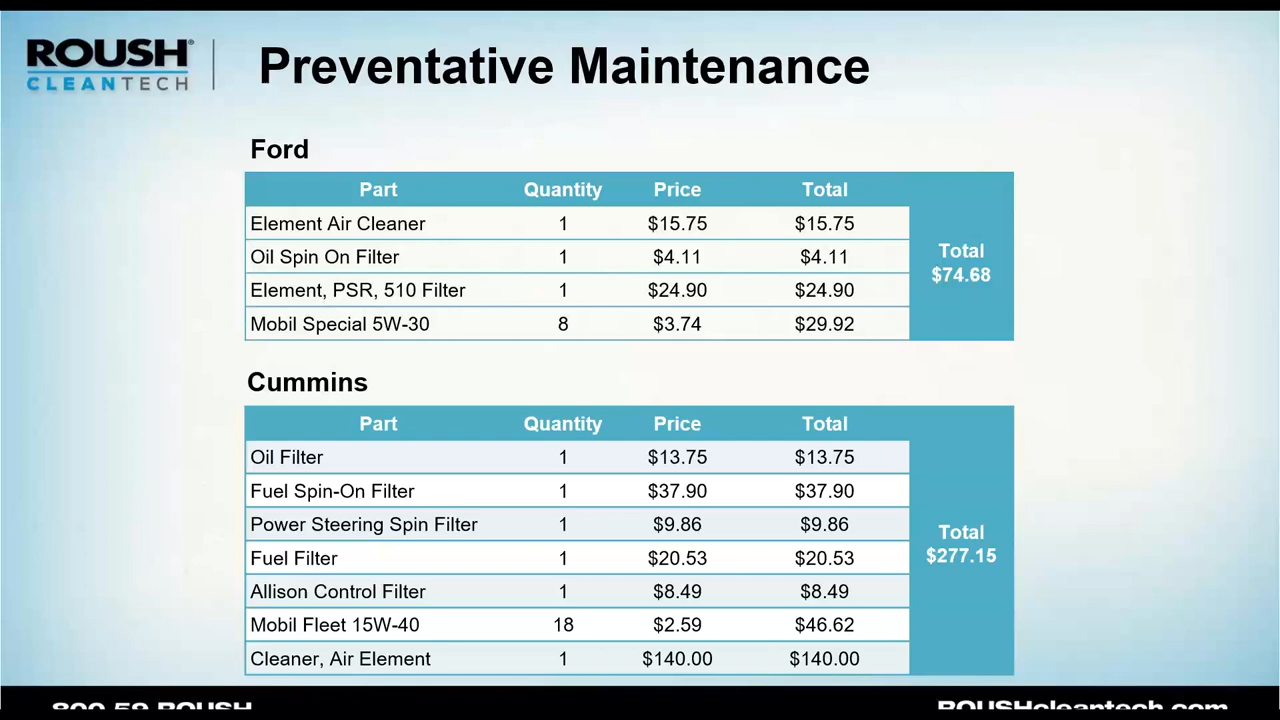 ROUSH®
CLEANTECH
Preventative Maintenance
Ford
Part Quantity Price Total
Element Air Cleaner 1 $15.75 $15.75
Oil Spin On Filter 1 $4.11 $4.11
Element, PSR, 510 Filter 1 $24.90 $24.90
Mobil Special 5W-30 8 $3.74 $29.92
Total
$74.68
Cummins
Part Quantity Price Total
Oil Filter 1 $13.75 $13.75
Fuel Spin-On Filter 1 $37.90 $37.90
Power Steering Spin Filter 1 $9.86 $9.86
Fuel Filter 1 $20.53 $20.53
Allison Control Filter 1 $8.49 $8.49
Mobil Fleet 15W-40 18 $2.59 $46.62
Cleaner, Air Element 1 $140.00 $140.00
Total
$277.15
800.59.ROUSH
ROUSHcleantech.com